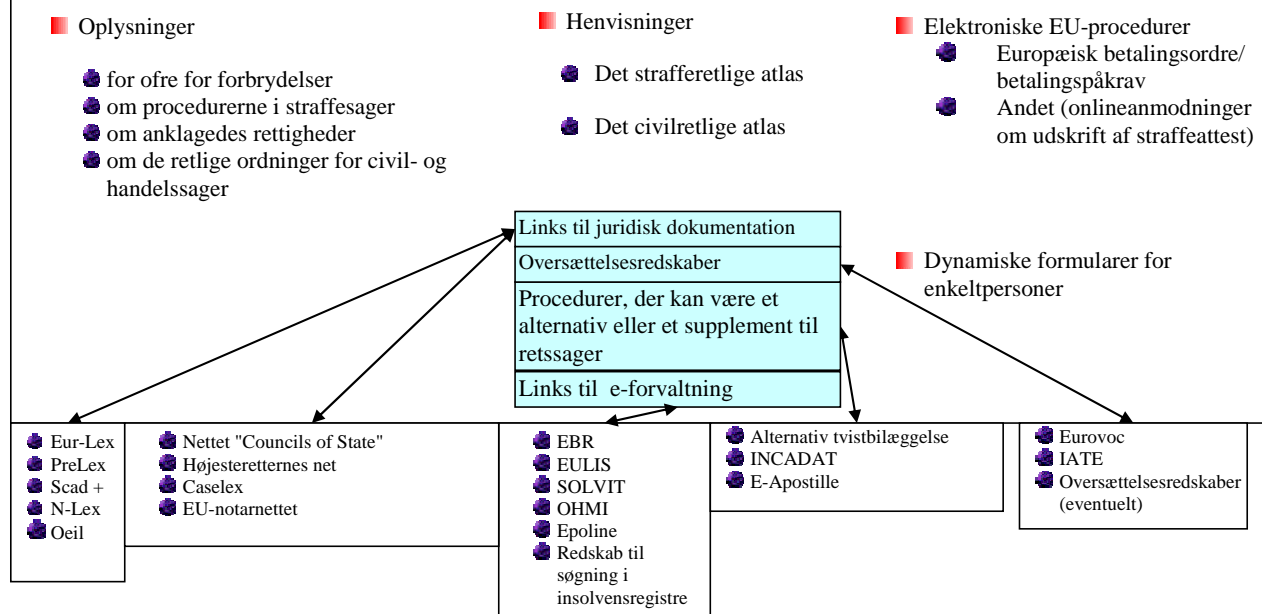 Oplysninger
for ofre for forbrydelser
om procedurerne i straffesager
om anklagedes rettigheder
om de retlige ordninger for civil- og
handelssager
Henvisninger
Det strafferetlige atlas
Det civilretlige atlas
Elektroniske EU-procedurer
Europæisk betalingsordre/
betalingspåkrav
Andet (onlineanmodninger
om udskrift af straffeattest)
Dynamiske formularer for
enkeltpersoner
Links til juridisk dokumentation
Oversættelsesredskaber
Procedurer, der kan være et
alternativ eller et supplement til
retssager
Links til e-forvaltning
Eur-Lex
PreLex
Scad +
N-Lex
Oeil
Nettet "Councils of State"
Højesteretternes net
Caselex
EU-notarnettet
EBR
EULIS
SOLVIT
OHMI
Epoline
Redskab til
søgning i
insolvensregistre
Alternativ tvistbilæggelse
INCADAT
E-Apostille
Eurovoc
IATE
Oversættelsesredskaber
(eventuelt)